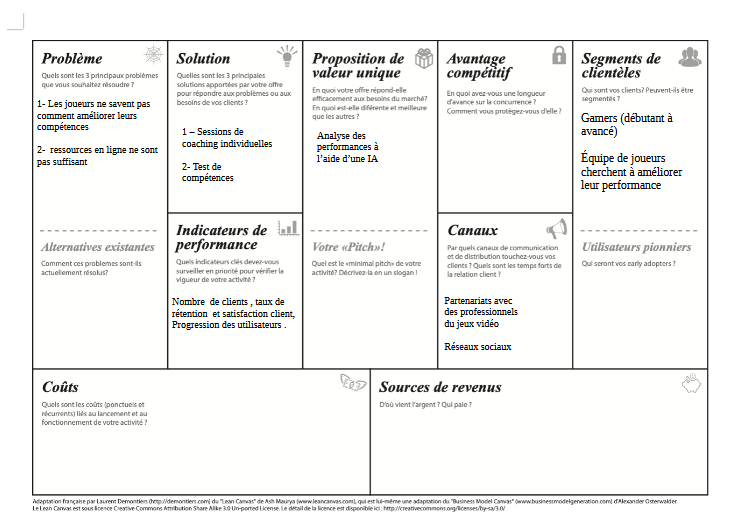 Problème
Quels sont les 3 principaux problèmes
que vous souhaitez résoudre ?
1- Les joueurs ne savent pas
comment améliorer leurs
compétences
2-  ressources en ligne ne sont
pas suffisant
Alternatives existantes
Comment ces problèmes sont-ils
actuellement résolus?
Solution
Quelles sont les 3 principales
solutions apportées par votre offre
pour répondre aux problèmes ou aux
besoins de vos clients ?
1 – Sessions de
coaching individuelles
2- Test de
compétences
Indicateurs de
performance
Quels indicateurs clés devez-vous
surveiller en priorité pour vérifier la
vigueur de votre activité ?
Nombre  de clients , taux de
rétention  et satisfaction client,
Progression des utilisateurs .
Proposition de
valeur unique
En quoi votre offre répond-elle
efficacement aux besoins du marché?
En quoi est-elle différente et meilleure
que les autres ?
Analyse des
performances à
l’aide d’une IA
Votre «Pitch»!
Quel est le «minimal pitch» de votre
activité? Décrivez-la en un slogan !
Avantage
compétitif
En quoi avez-vous une longueur
d'avance sur la concurrence ?
Comment vous protègez-vous d'elle ?
Canaux
Par quels canaux de communication
et de distribution touchez-vous vos
clients ? Quels sont les temps forts de
la relation client ?
Partenariats avec
des professionnels
du jeux vidéo
Réseaux sociaux
Segments de
clientèles
Qui sont vos clients? Peuvent-ils être
segmentés ?
Gamers (débutant à
avancé)
Équipe de joueurs
cherchent à améliorer
leur performance
Utilisateurs pionniers
Qui seront vos early adopters ?
Coûts
Quels sont les coûts (ponctuels et
récurrents) liés au lancement et au
fonctionnement de votre activité ?
Sources de revenus
D'où vient l'argent ? Qui paie ?
Adaptation française par Laurent Demontiers (http://demontiers.com) du "Lean Canvas" de Ash Maurya (www.leancanvas.com), qui est lui-même une adaptation du "Business Model Canvas" (www.businessmodelgeneration.com) d'Alexander Osterwalder.
Le Lean Canvas est sous licence Creative Commons Attribution Share Alike 3.0 Un-ported License. Le détail de la licence est disponible ici : http://creativecommons.org/licenses/by-sa/3.0/